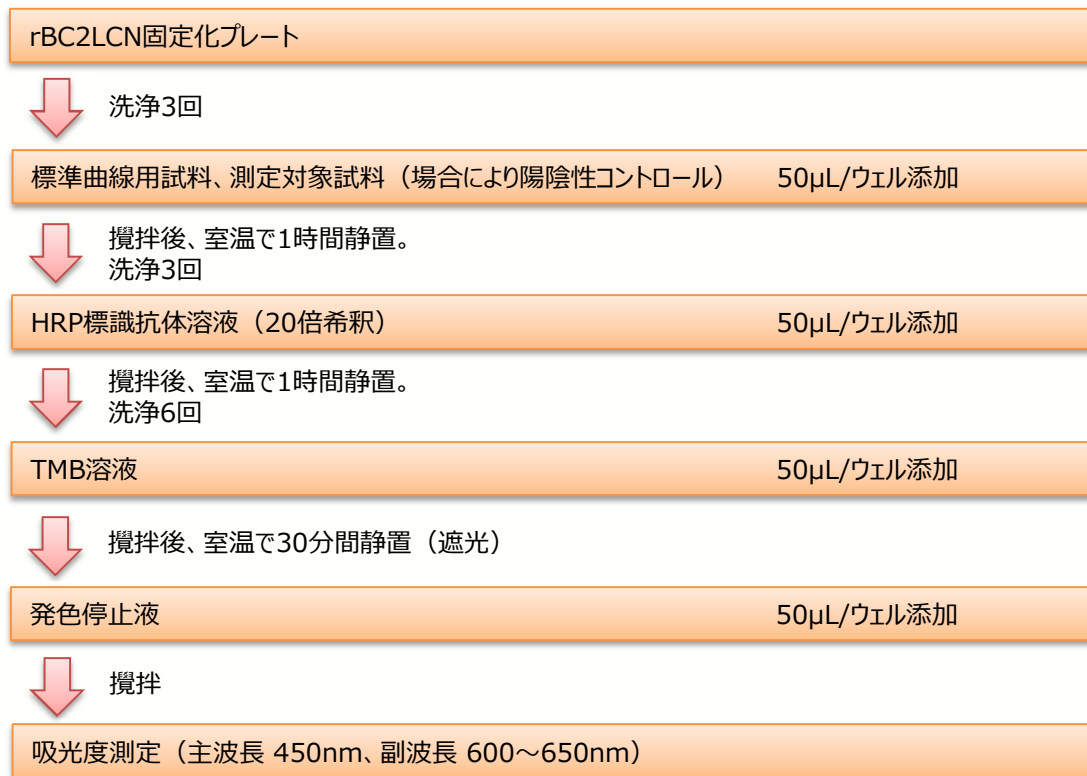 rBC2LCN固定化プレート
洗浄3回
標準曲線用試料、測定対象試料（場合により陽陰性コントロール） 50μL/ウェル添加
攪拌後、室温で1時間静置。
洗浄3回
HRP標識抗体溶液（20倍希釈） 50μL/ウェル添加
攪拌後、室温で1時間静置。
洗浄6回
TMB溶液 50μL/ウェル添加
攪拌後、室温で30分間静置（遮光）
発色停止液 50μL/ウェル添加
攪拌
吸光度測定（主波長 450nm、副波長 600～650nm）